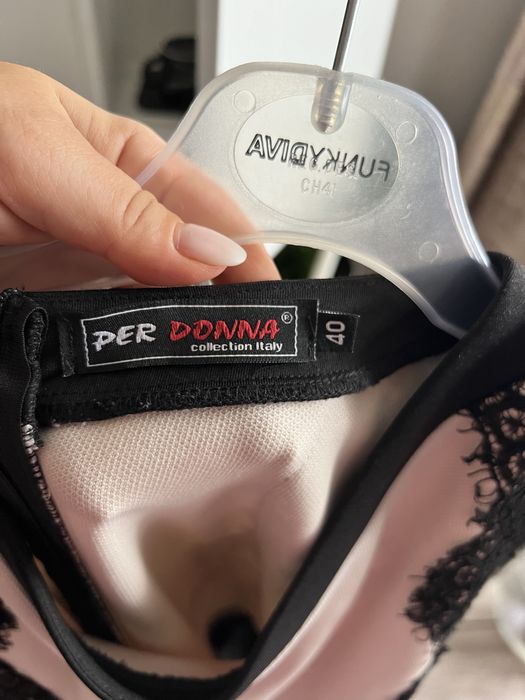 FUNKYDIVA
CH41
PER DONNA®
collection Italy
40